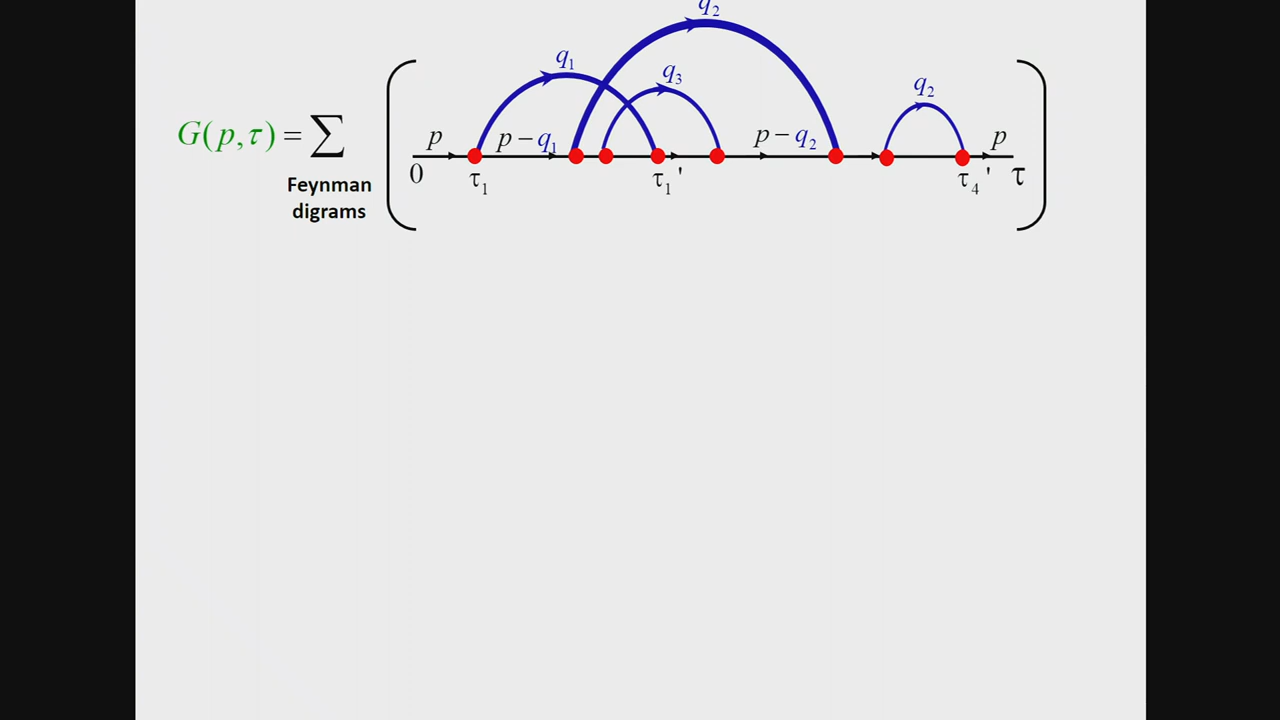 q₂
q₁
q₃
q₂
G(p,τ) = ∑
p
p − q₁
p − q₂
p
0
τ₁
τ₁'
τ₄'
τ
Feynman
digrams